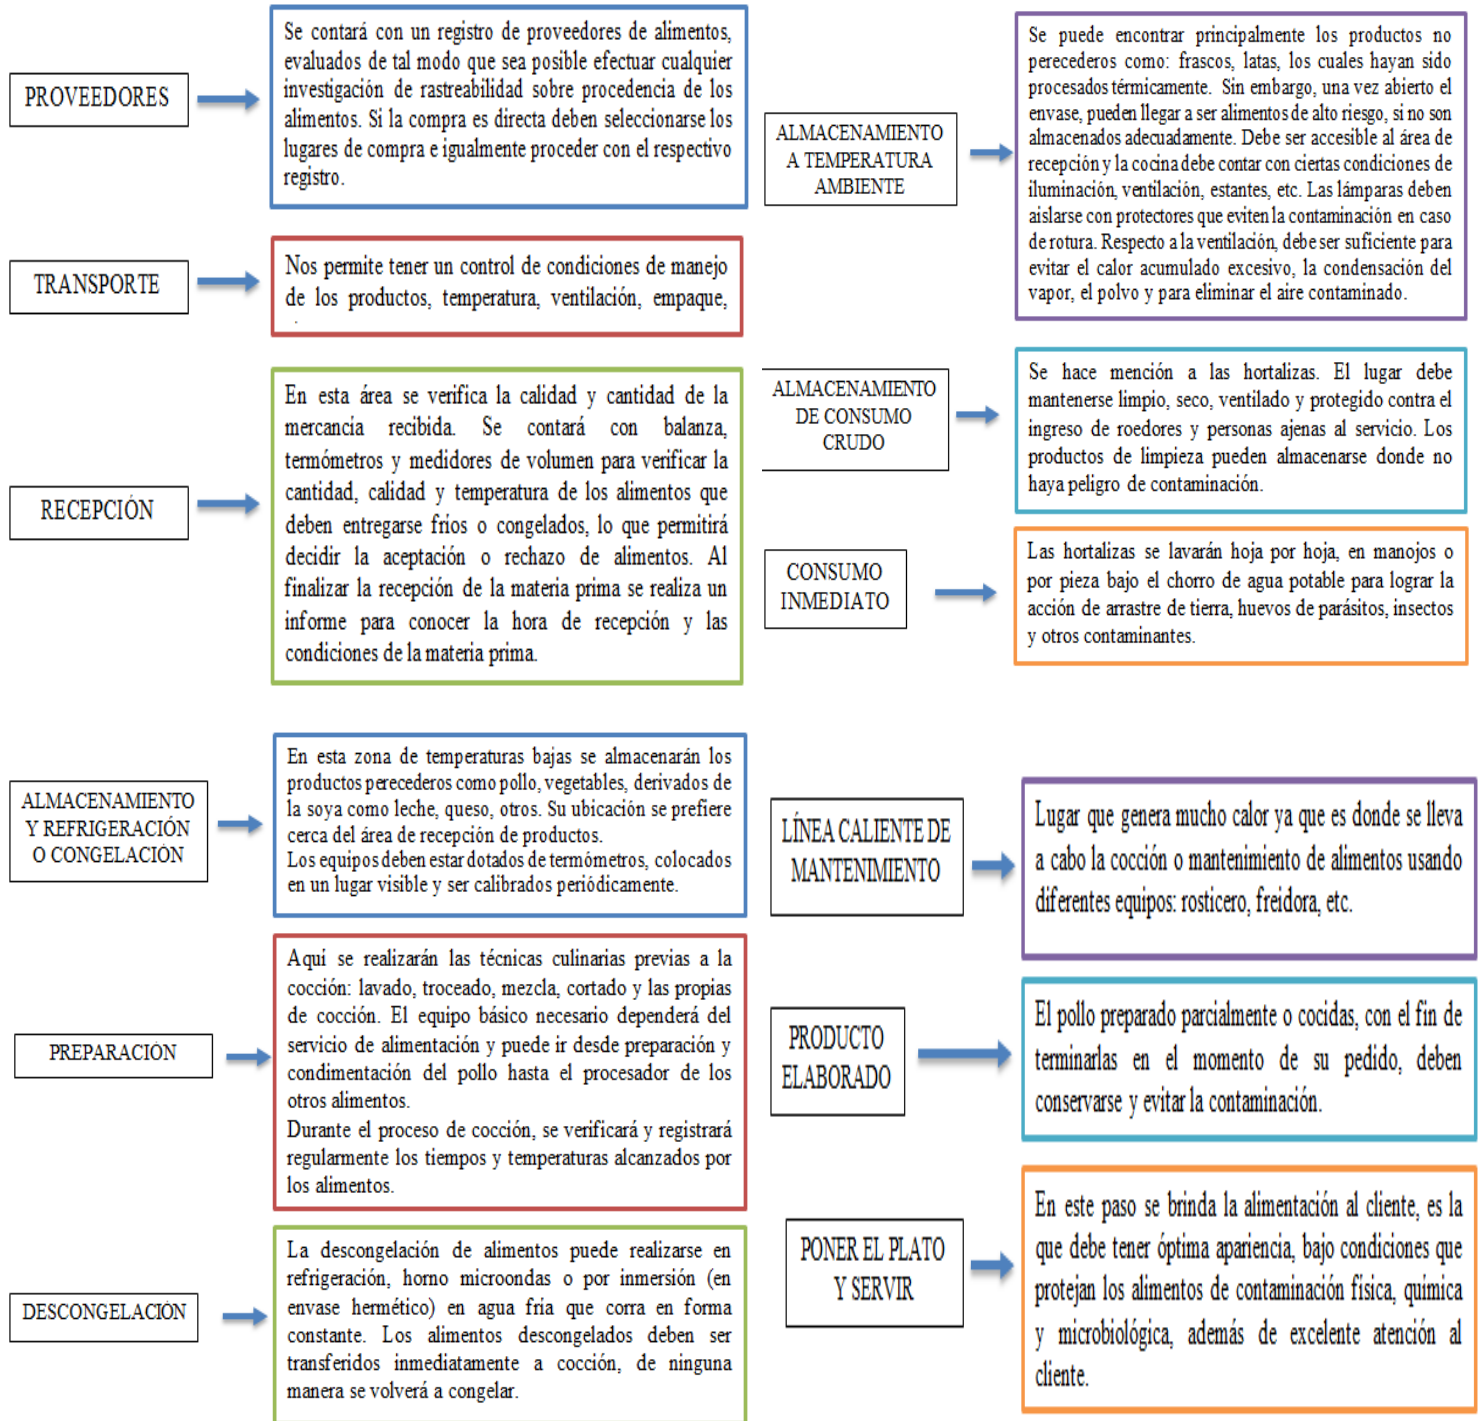 PROVEEDORES
Se contará con un registro de proveedores de alimentos,
evaluados de tal modo que sea posible efectuar cualquier
investigación de rastreabilidad sobre procedencia de los
alimentos. Si la compra es directa deben seleccionarse los
lugares de compra e igualmente proceder con el respectivo
registro.
TRANSPORTE
Nos permite tener un control de condiciones de manejo
de los productos, temperatura, ventilación, empaque,
RECEPCIÓN
En esta área se verifica la calidad y cantidad de la
mercancía recibida. Se contará con balanza,
termómetros y medidores de volumen para verificar la
cantidad, calidad y temperatura de los alimentos que
deben entregarse fríos o congelados, lo que permitirá
decidir la aceptación o rechazo de alimentos. Al
finalizar la recepción de la materia prima se realiza un
informe para conocer la hora de recepción y las
condiciones de la materia prima.
ALMACENAMIENTO
A TEMPERATURA
AMBIENTE
Se puede encontrar principalmente los productos no
perecederos como: frascos, latas, los cuales hayan sido
procesados térmicamente. Sin embargo, una vez abierto el
envase, pueden llegar a ser alimentos de alto riesgo, si no son
almacenados adecuadamente. Debe ser accesible al área de
recepción y la cocina debe contar con ciertas condiciones de
iluminación, ventilación, estantes, etc. Las lámparas deben
aislarse con protectores que eviten la contaminación en caso
de rotura. Respecto a la ventilación, debe ser suficiente para
evitar el calor acumulado excesivo, la condensación del
vapor, el polvo y para eliminar el aire contaminado.
ALMACENAMIENTO
DE CONSUMO
CRUDO
Se hace mención a las hortalizas. El lugar debe
mantenerse limpio, seco, ventilado y protegido contra el
ingreso de roedores y personas ajenas al servicio. Los
productos de limpieza pueden almacenarse donde no
haya peligro de contaminación.
CONSUMO
INMEDIATO
Las hortalizas se lavarán hoja por hoja, en manojos o
por pieza bajo el chorro de agua potable para lograr la
acción de arrastre de tierra, huevos de parásitos, insectos
y otros contaminantes.
ALMACENAMIENTO
Y REFRIGERACIÓN
O CONGELACIÓN
En esta zona de temperaturas bajas se almacenarán los
productos perecederos como pollo, vegetables, derivados de
la soya como leche, queso, otros. Su ubicación se prefiere
cerca del área de recepción de productos.
Los equipos deben estar dotados de termómetros, colocados
en un lugar visible y ser calibrados periódicamente.
PREPARACIÓN
Aquí se realizarán las técnicas culinarias previas a la
cocción: lavado, troceado, mezcla, cortado y las propias
de cocción. El equipo básico necesario dependerá del
servicio de alimentación y puede ir desde preparación y
condimentación del pollo hasta el procesador de los
otros alimentos.
Durante el proceso de cocción, se verificará y registrará
regularmente los tiempos y temperaturas alcanzados por
los alimentos.
DESCONGELACIÓN
La descongelación de alimentos puede realizarse en
refrigeración, horno microondas o por inmersión (en
envase hermético) en agua fría que corra en forma
constante. Los alimentos descongelados deben ser
transferidos inmediatamente a cocción, de ninguna
manera se volverá a congelar.
LÍNEA CALIENTE DE
MANTENIMIENTO
Lugar que genera mucho calor ya que es donde se lleva
a cabo la cocción o mantenimiento de alimentos usando
diferentes equipos: rosticero, freidora, etc.
PRODUCTO
ELABORADO
El pollo preparado parcialmente o cocidas, con el fin de
terminarlas en el momento de su pedido, deben
conservarse y evitar la contaminación.
PONER EL PLATO
Y SERVIR
En este paso se brinda la alimentación al cliente, es la
que debe tener óptima apariencia, bajo condiciones que
protejan los alimentos de contaminación física, química
y microbiológica, además de excelente atención al
cliente.